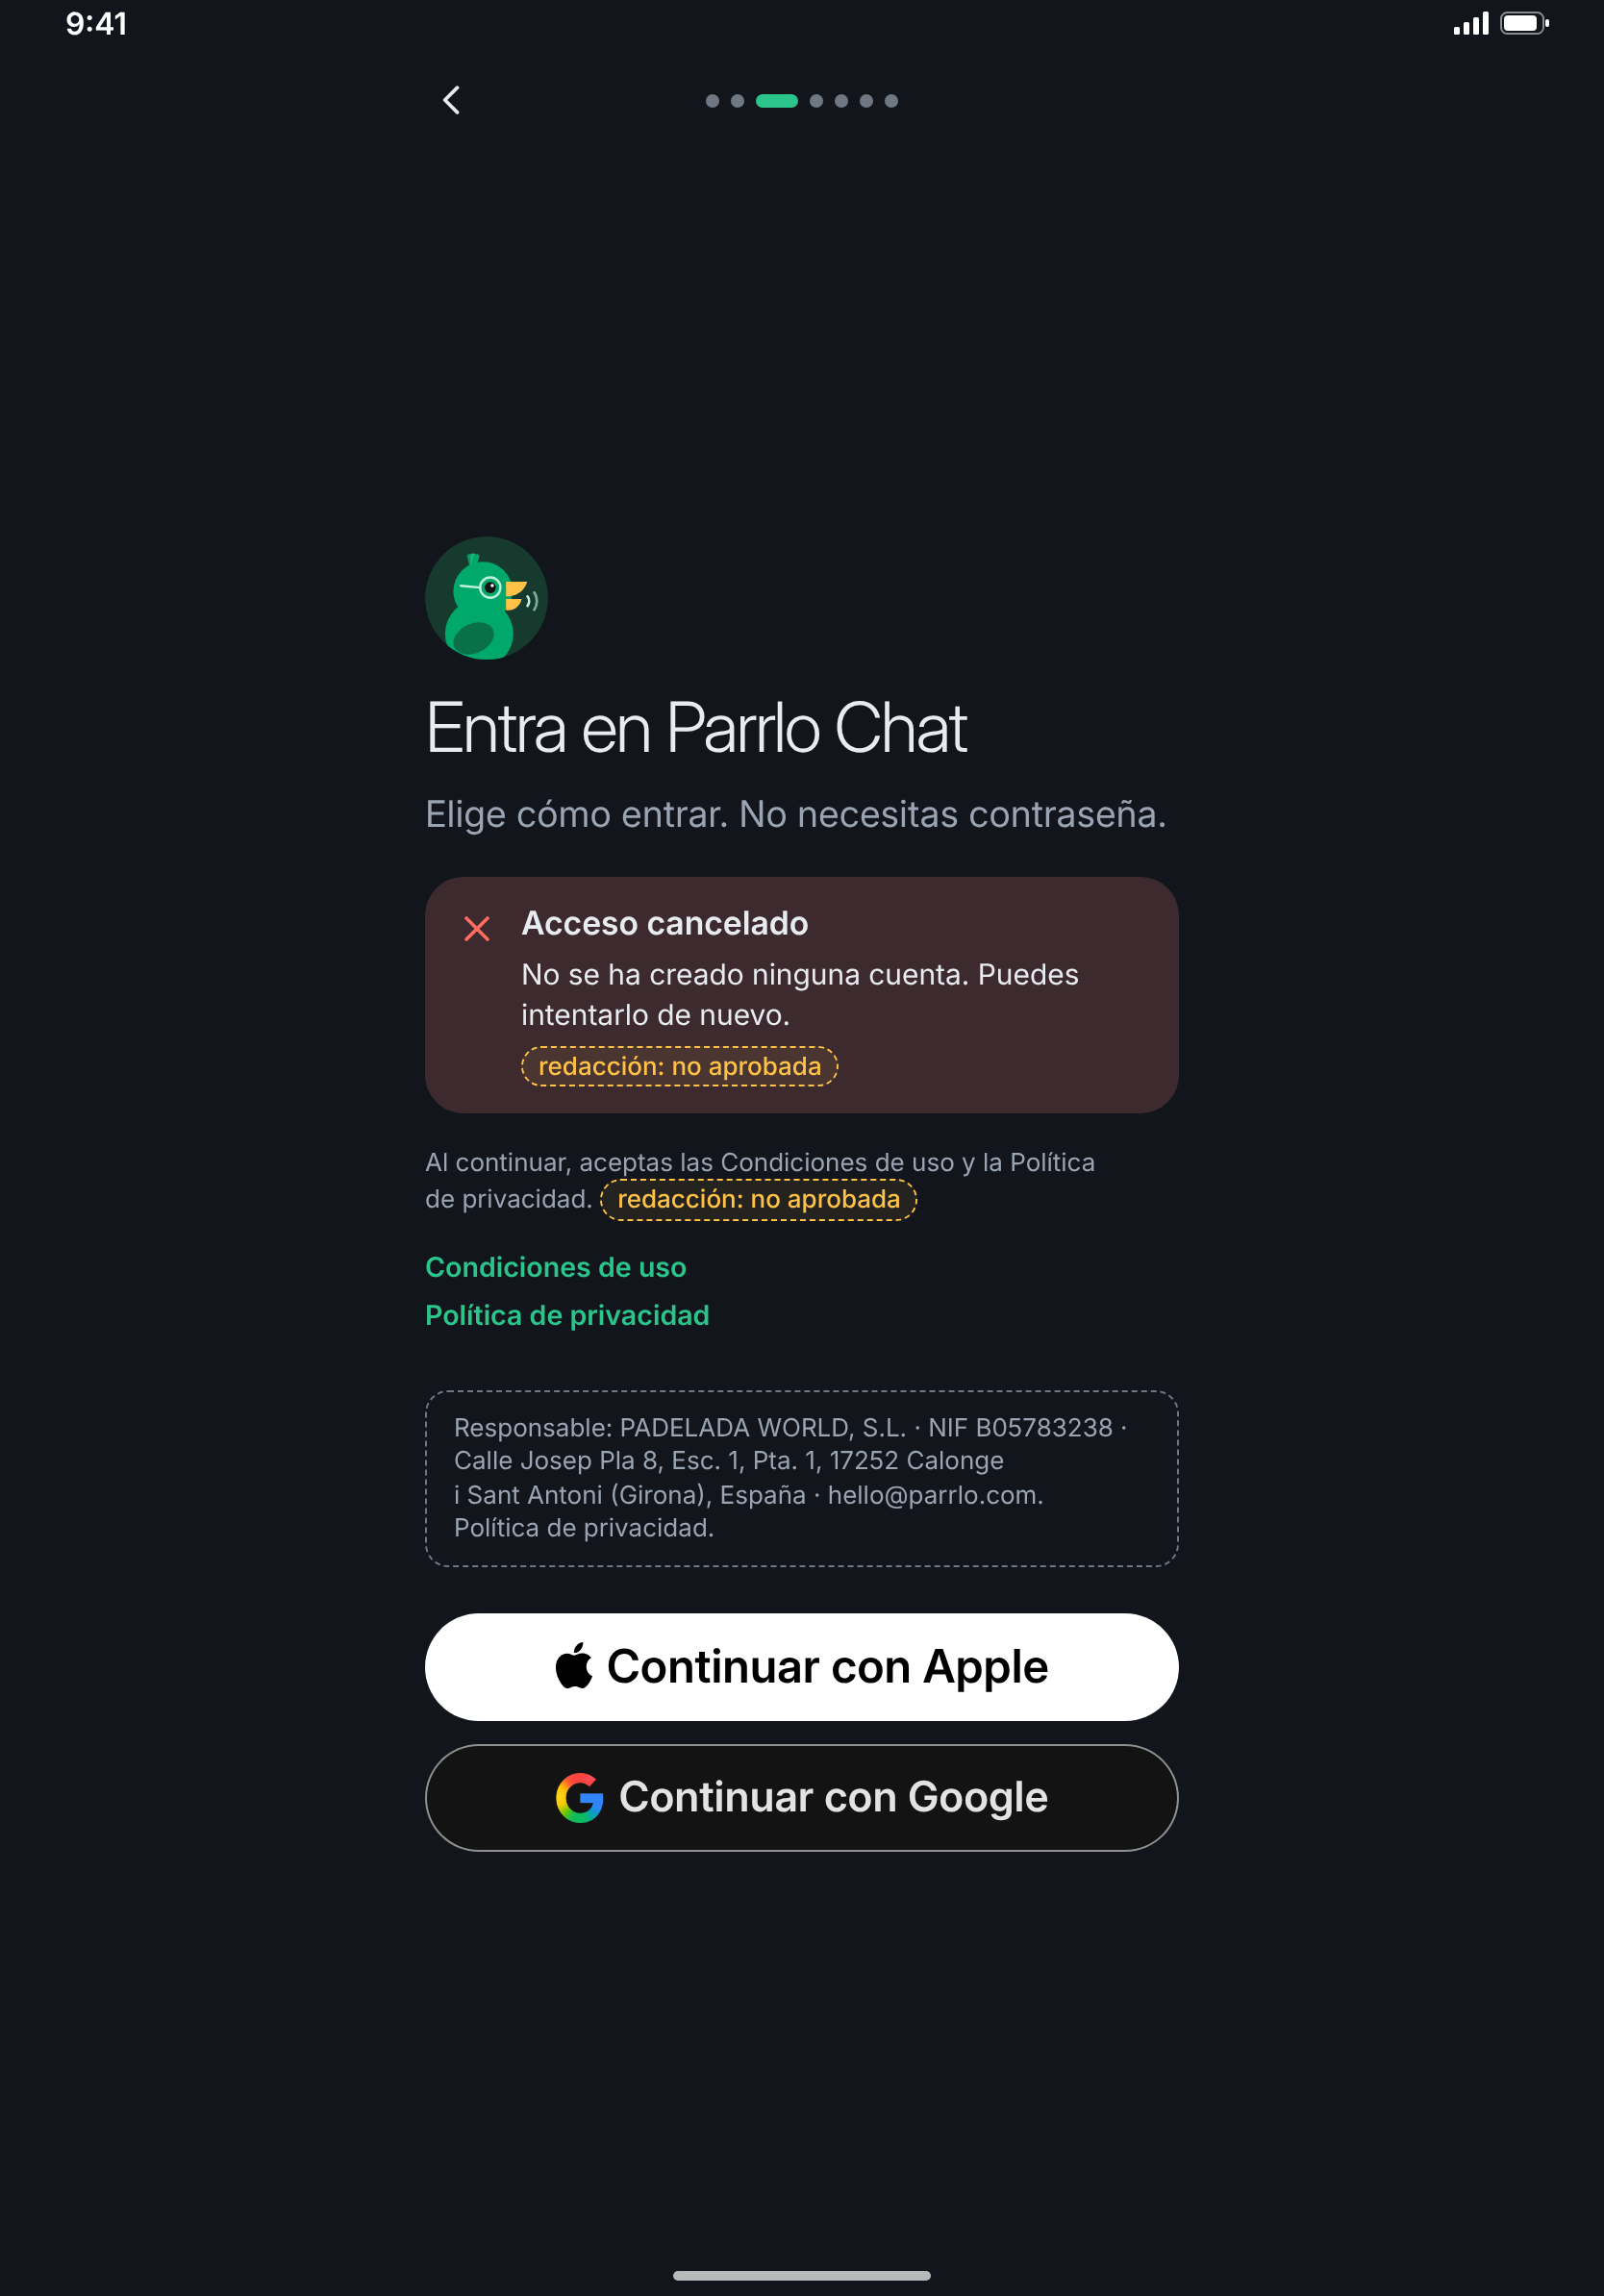 9:41
Entra en Parrlo Chat
Elige cómo entrar. No necesitas contraseña.
Acceso cancelado
No se ha creado ninguna cuenta. Puedes
intentarlo de nuevo.
redacción: no aprobada
Al continuar, aceptas las Condiciones de uso y la Política
de privacidad. redacción: no aprobada
Condiciones de uso
Política de privacidad
Responsable: PADELADA WORLD, S.L. · NIF B05783238 ·
Calle Josep Pla 8, Esc. 1, Pta. 1, 17252 Calonge
i Sant Antoni (Girona), España · hello@parrlo.com.
Política de privacidad.
Continuar con Apple
Continuar con Google